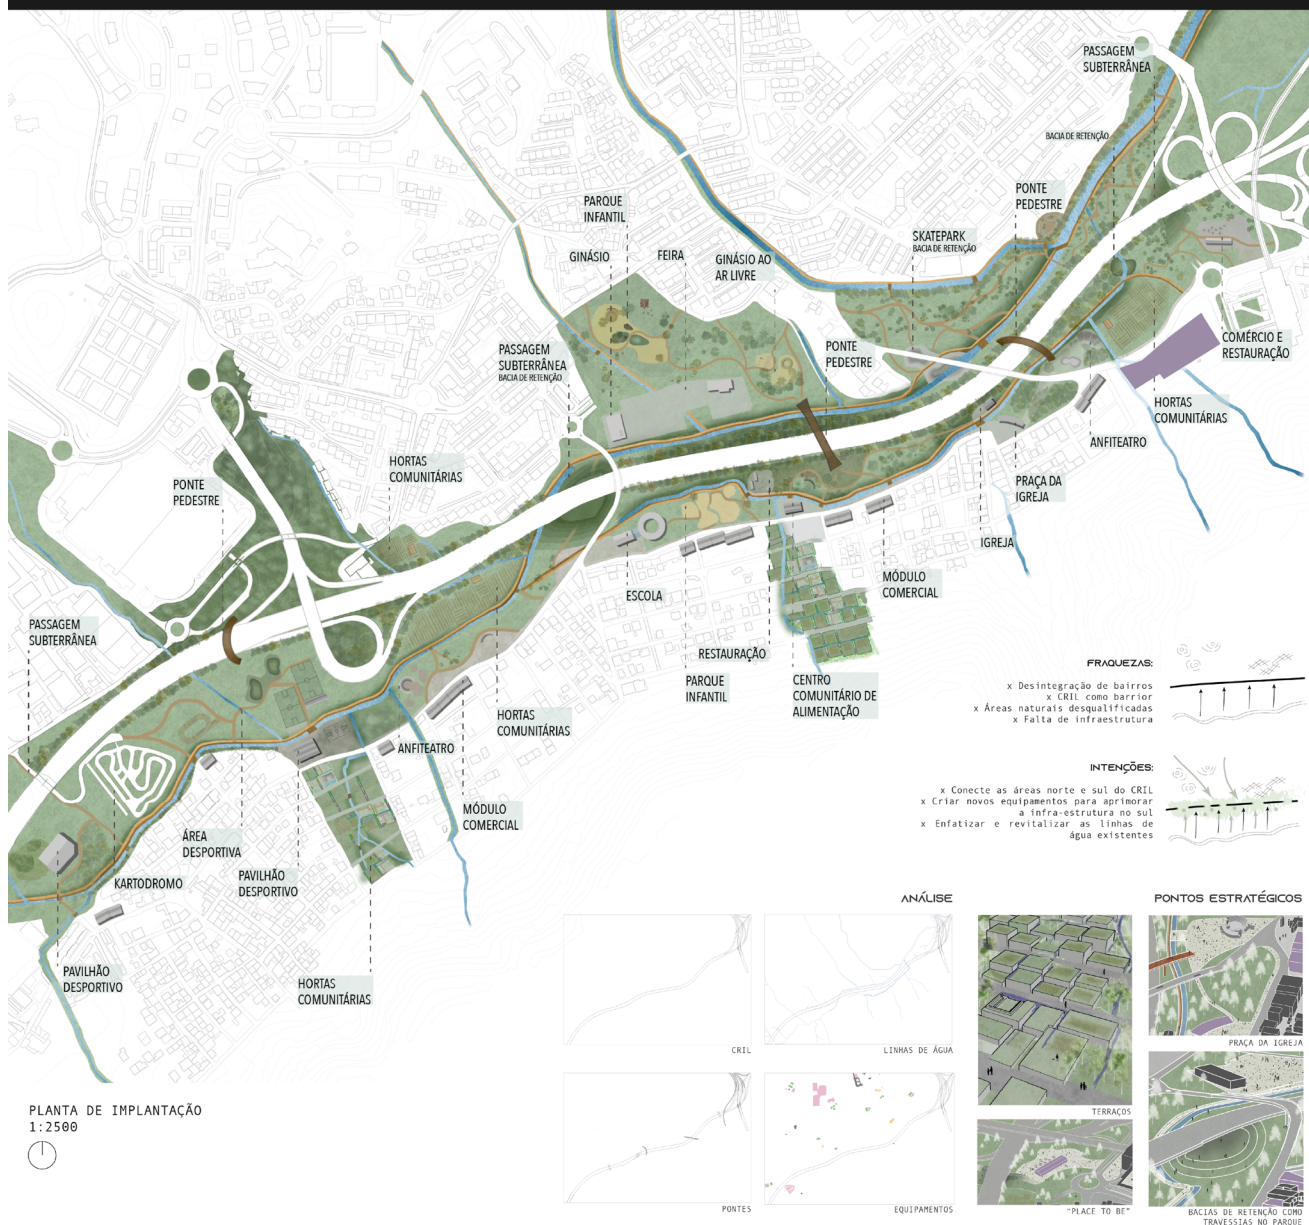 PASSAGEM
SUBTERRÂNEA
BACIA DE RETENÇÃO
PONTE
PEDESTRE
PARQUE
INFANTIL
SKATEPARK
BACIA DE RETENÇÃO
GINÁSIO
FEIRA
GINÁSIO AO
AR LIVRE
PASSAGEM
SUBTERRÂNEA
BACIA DE RETENÇÃO
PONTE
PEDESTRE
COMÉRCIO E
RESTAURAÇÃO
HORTAS
COMUNITÁRIAS
ANFITEATRO
HORTAS
COMUNITÁRIAS
PONTE
PEDESTRE
PRAÇA DA
IGREJA
IGREJA
MÓDULO
COMERCIAL
ESCOLA
PASSAGEM
SUBTERRÂNEA
RESTAURAÇÃO
PARQUE
INFANTIL
CENTRO
COMUNITÁRIO DE
ALIMENTAÇÃO
HORTAS
COMUNITÁRIAS
ANFITEATRO
MÓDULO
COMERCIAL
ÁREA
DESPORTIVA
KARTODROMO
PAVILHÃO
DESPORTIVO
PAVILHÃO
DESPORTIVO
HORTAS
COMUNITÁRIAS
FRAQUEZAS:
x Desintegração de bairros
x CRIL como barrior
x Áreas naturais desqualificadas
x Falta de infraestrutura
INTENÇÕES:
x Conecte as áreas norte e sul do CRIL
x Criar novos equipamentos para aprimorar
a infra-estrutura no sul
x Enfatizar e revitalizar as linhas de
água existentes
ANÁLISE
PONTOS ESTRATÉGICOS
CRIL
LINHAS DE ÁGUA
PRAÇA DA IGREJA
TERRAÇOS
PONTES
EQUIPAMENTOS
"PLACE TO BE"
BACIAS DE RETENÇÃO COMO
TRAVESSIAS NO PARQUE
PLANTA DE IMPLANTAÇÃO
1:2500